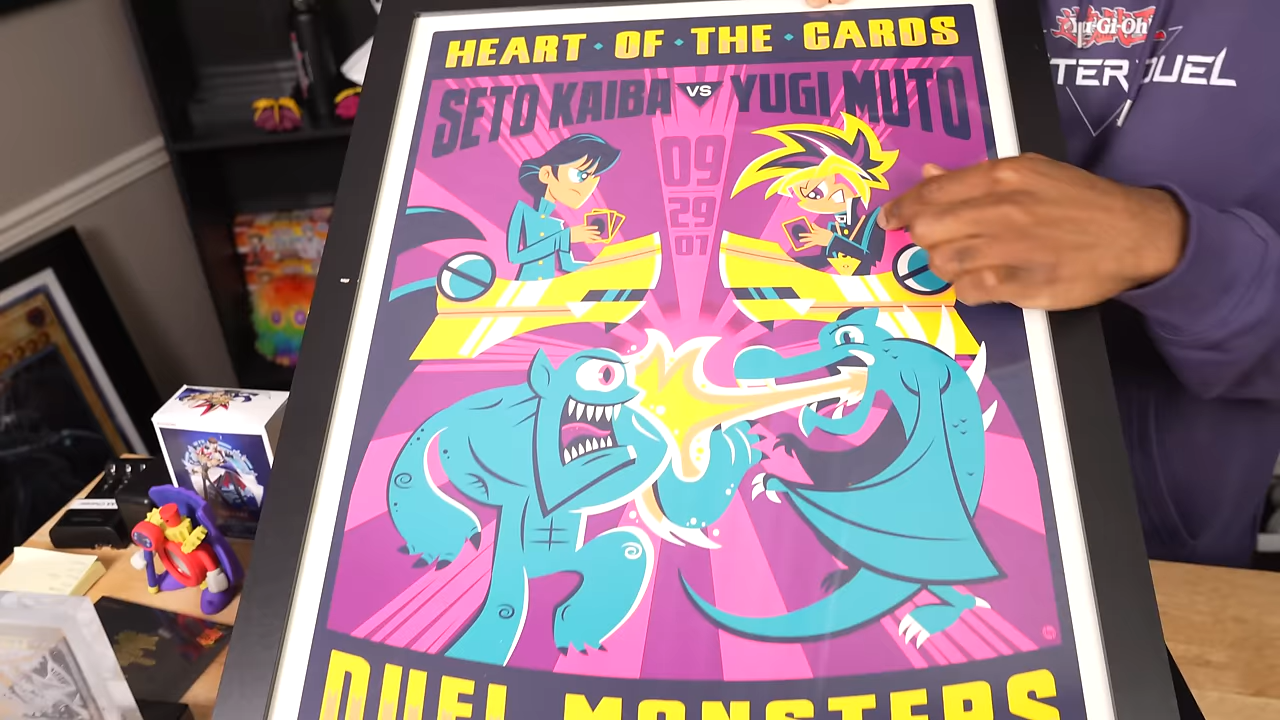 HEART · OF · THE · CARDS
SETO KAIBA VS YUGI MUTO
09
29
07
DUEL MONSTERS
Yu-Gi-Oh!
TER DUEL